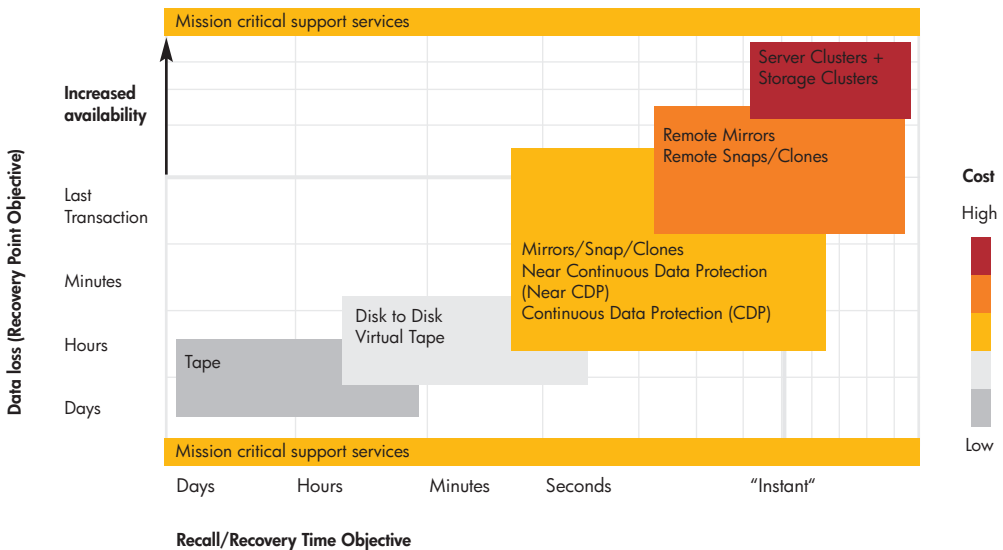 Mission critical support services
Server Clusters +
Storage Clusters
Increased
availability
Remote Mirrors
Remote Snaps/Clones
Data loss (Recovery Point Objective)
Last
Transaction
Minutes
Hours
Days
Mirrors/Snap/Clones
Near Continuous Data Protection
(Near CDP)
Continuous Data Protection (CDP)
Disk to Disk
Virtual Tape
Tape
Cost
High
Low
Mission critical support services
Days
Hours
Minutes
Seconds
“Instant“
Recall/Recovery Time Objective